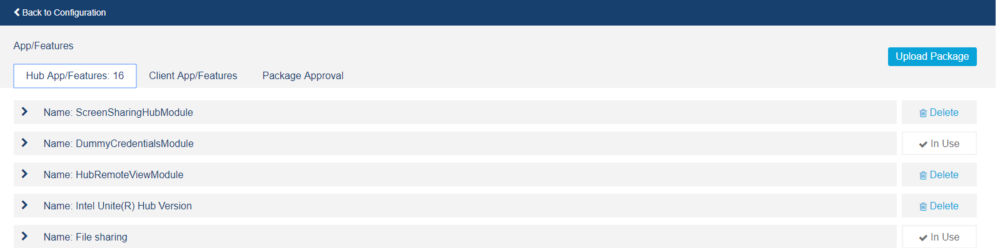 Back to Configuration
App/Features
Upload Package
Hub App/Features: 16 Client App/Features Package Approval
Name: ScreenSharingHubModule Delete
Name: DummyCredentialsModule In Use
Name: HubRemoteViewModule Delete
Name: Intel Unite(R) Hub Version Delete
Name: File sharing In Use